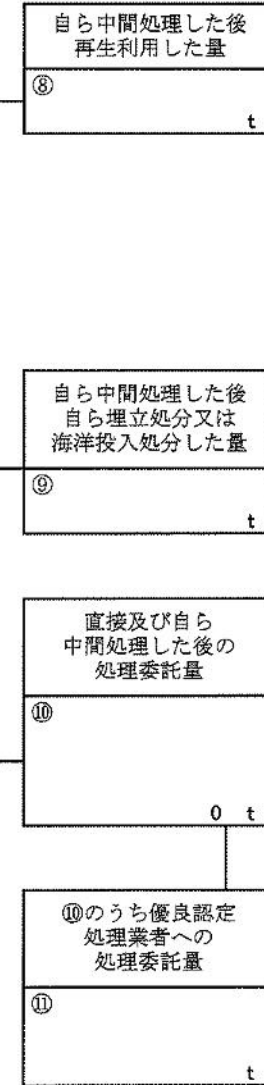 自ら中間処理した後
再生利用した量
⑧
t
自ら中間処理した後
自ら埋立処分又は
海洋投入処分した量
⑨
t
直接及び自ら
中間処理した後の
処理委託量
⑩
0 t
⑩のうち優良認定
処理業者への
処理委託量
⑪
t